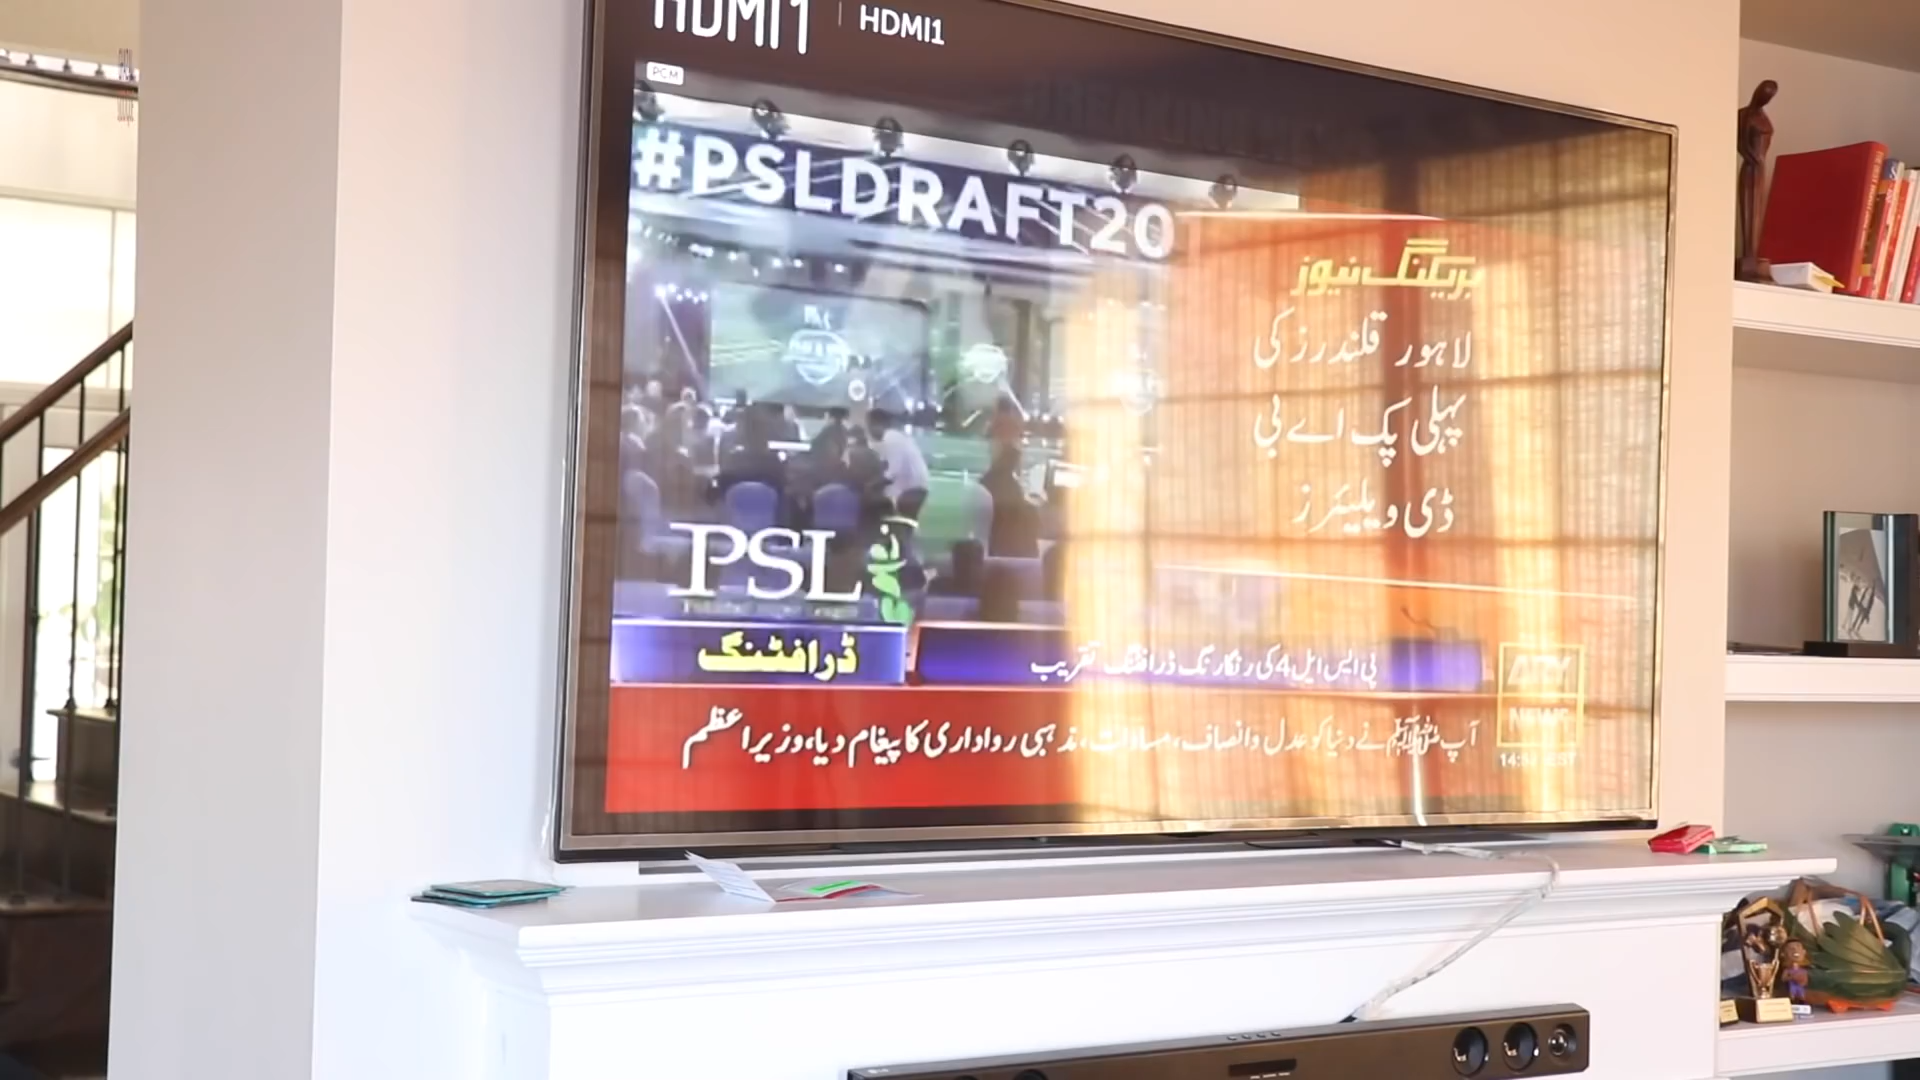 HDMI1
HDMI1
PCM
#PSLDRAFT20
بریکنگ نیوز
لاہور قلندرز کی
پہلی پک اے بی
ڈی ویلیئرز
PSL
ڈرافٹنگ
پی ایس ایل 4 کی رنگا رنگ ڈرافٹنگ تقریب
ARY
NEWS
آپ ﷺ نے دنیا کو عدل و انصاف، مساوات، مذہبی رواداری کا پیغام دیا، وزیراعظم